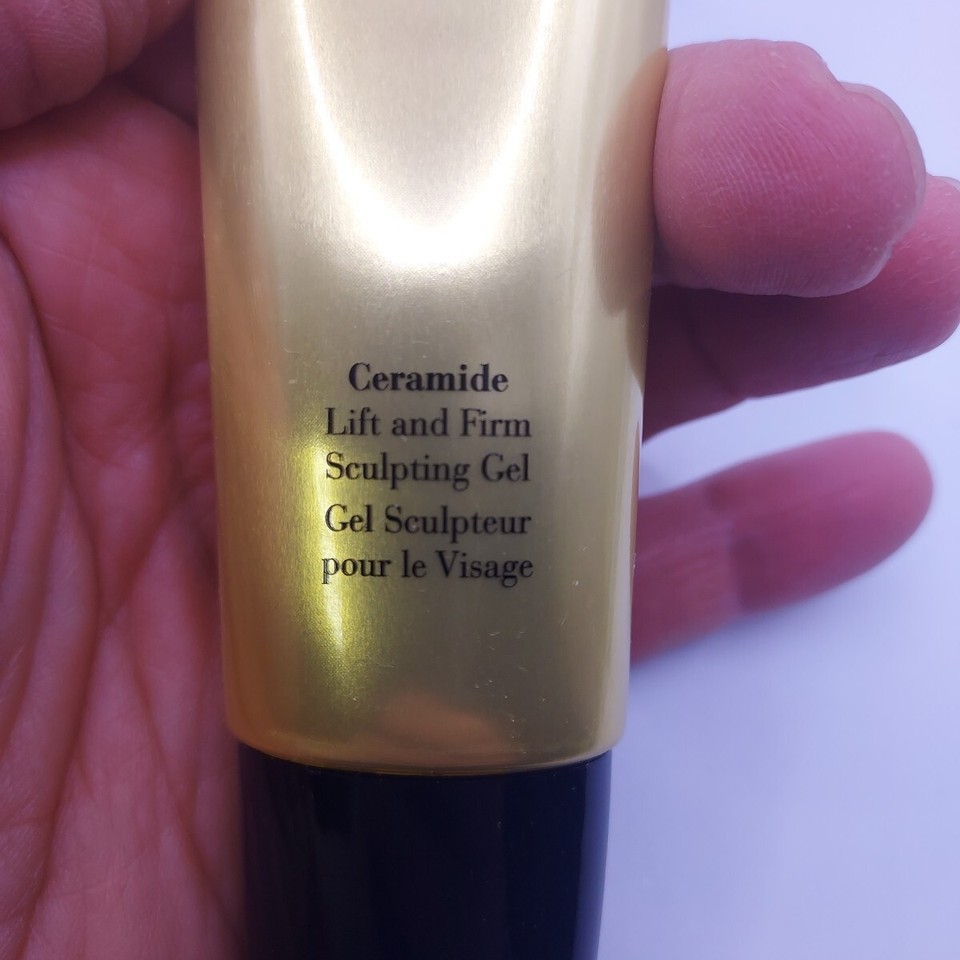 Ceramide
Lift and Firm
Sculpting Gel
Gel Sculpteur
pour le Visage